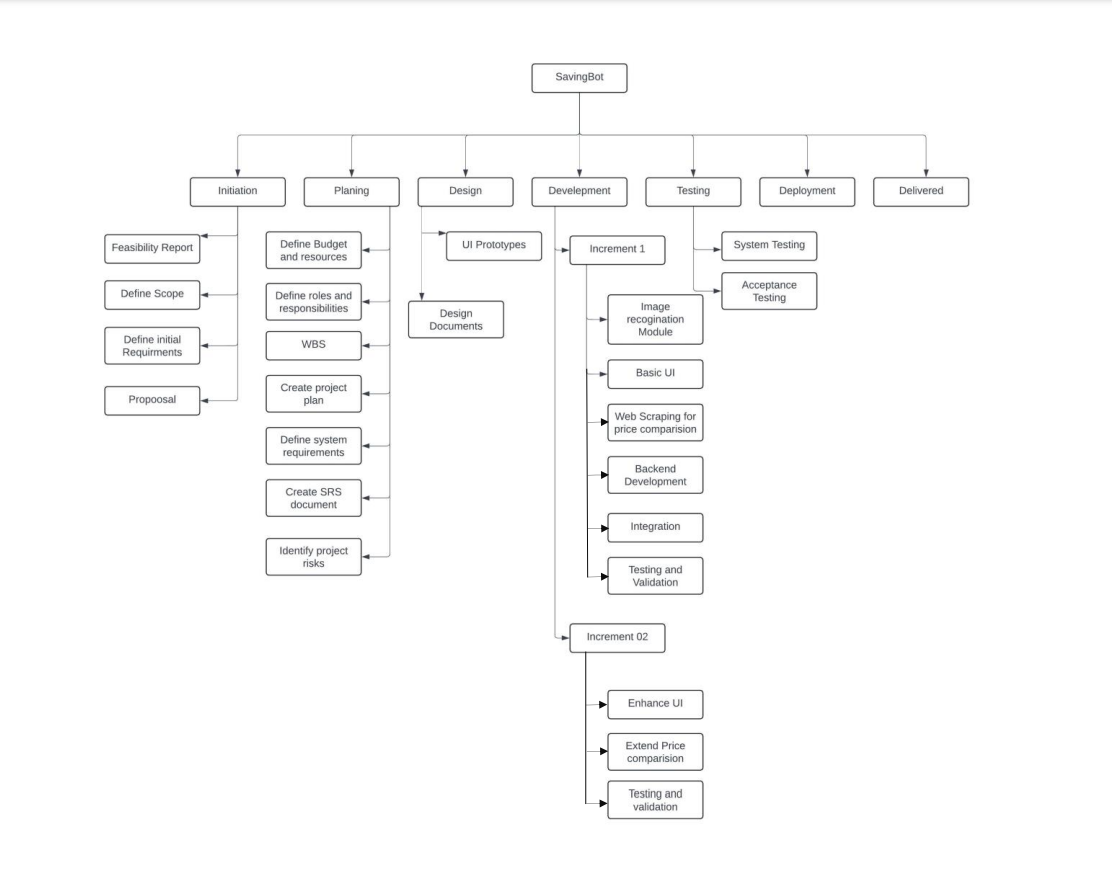 SavingBot
Initiation
Planing
Design
Develepment
Testing
Deployment
Delivered
Feasibility Report
Define Scope
Define initial
Requirments
Propoosal
Define Budget
and resources
Define roles and
responsibilities
WBS
Create project
plan
Define system
requirements
Create SRS
document
Identify project
risks
UI Prototypes
Design
Documents
Increment 1
Image
recogination
Module
Basic UI
Web Scraping for
price comparision
Backend
Development
Integration
Testing and
Validation
Increment 02
Enhance UI
Extend Price
comparision
Testing and
validation
System Testing
Acceptance
Testing